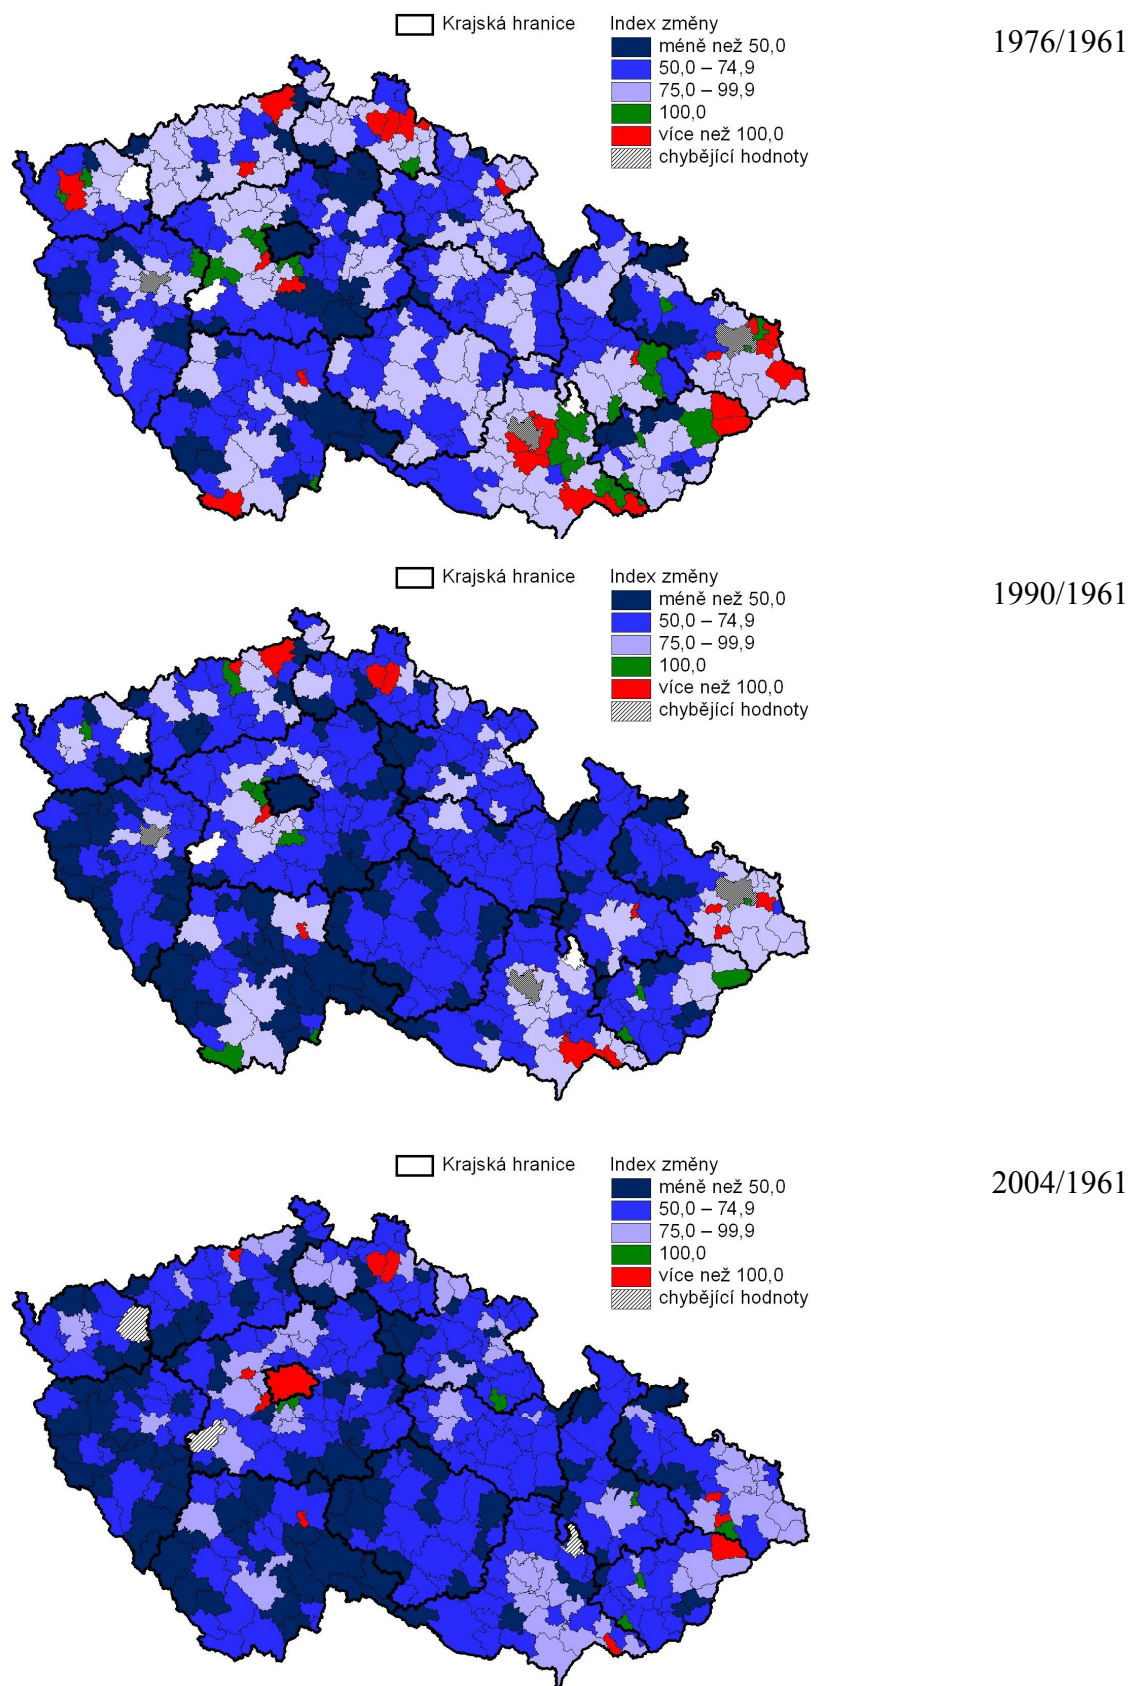 Krajská hranice
Index změny
1976/1961
méně než 50,0
50,0 – 74,9
75,0 – 99,9
100,0
více než 100,0
chybějící hodnoty
Krajská hranice
Index změny
1990/1961
méně než 50,0
50,0 – 74,9
75,0 – 99,9
100,0
více než 100,0
chybějící hodnoty
Krajská hranice
Index změny
2004/1961
méně než 50,0
50,0 – 74,9
75,0 – 99,9
100,0
více než 100,0
chybějící hodnoty